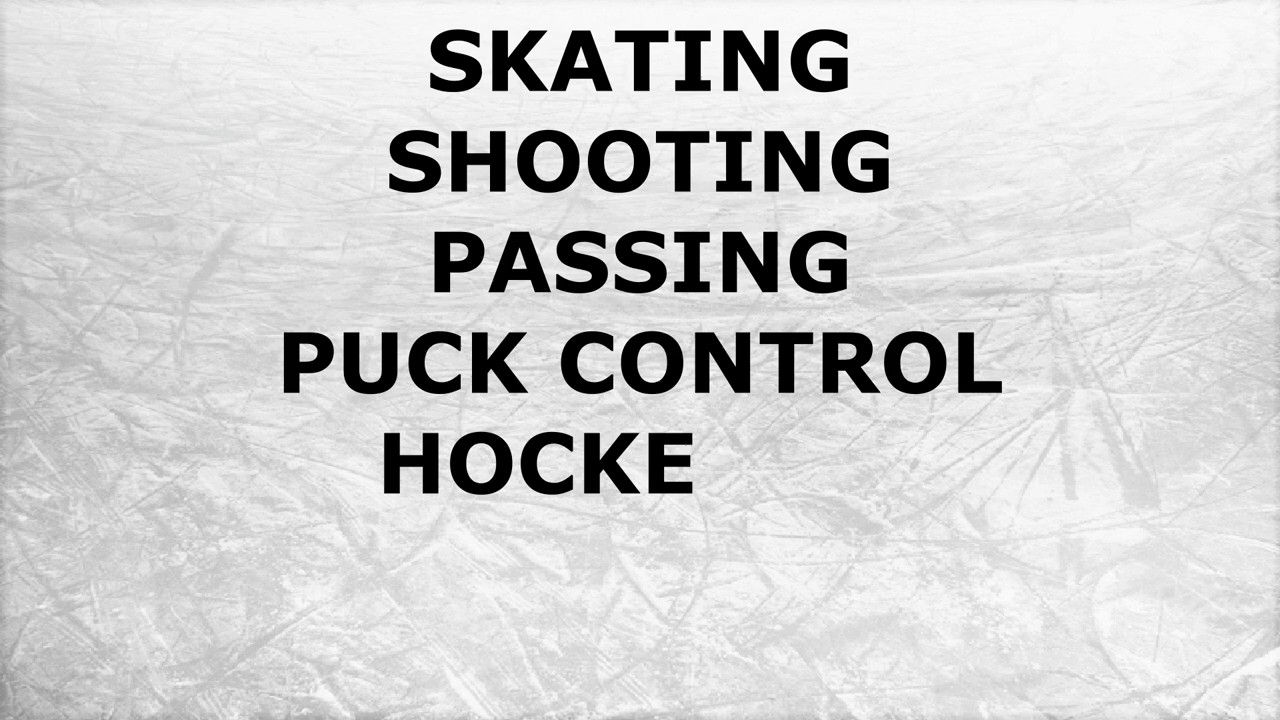 SKATING
SHOOTING
PASSING
PUCK CONTROL
HOCKE